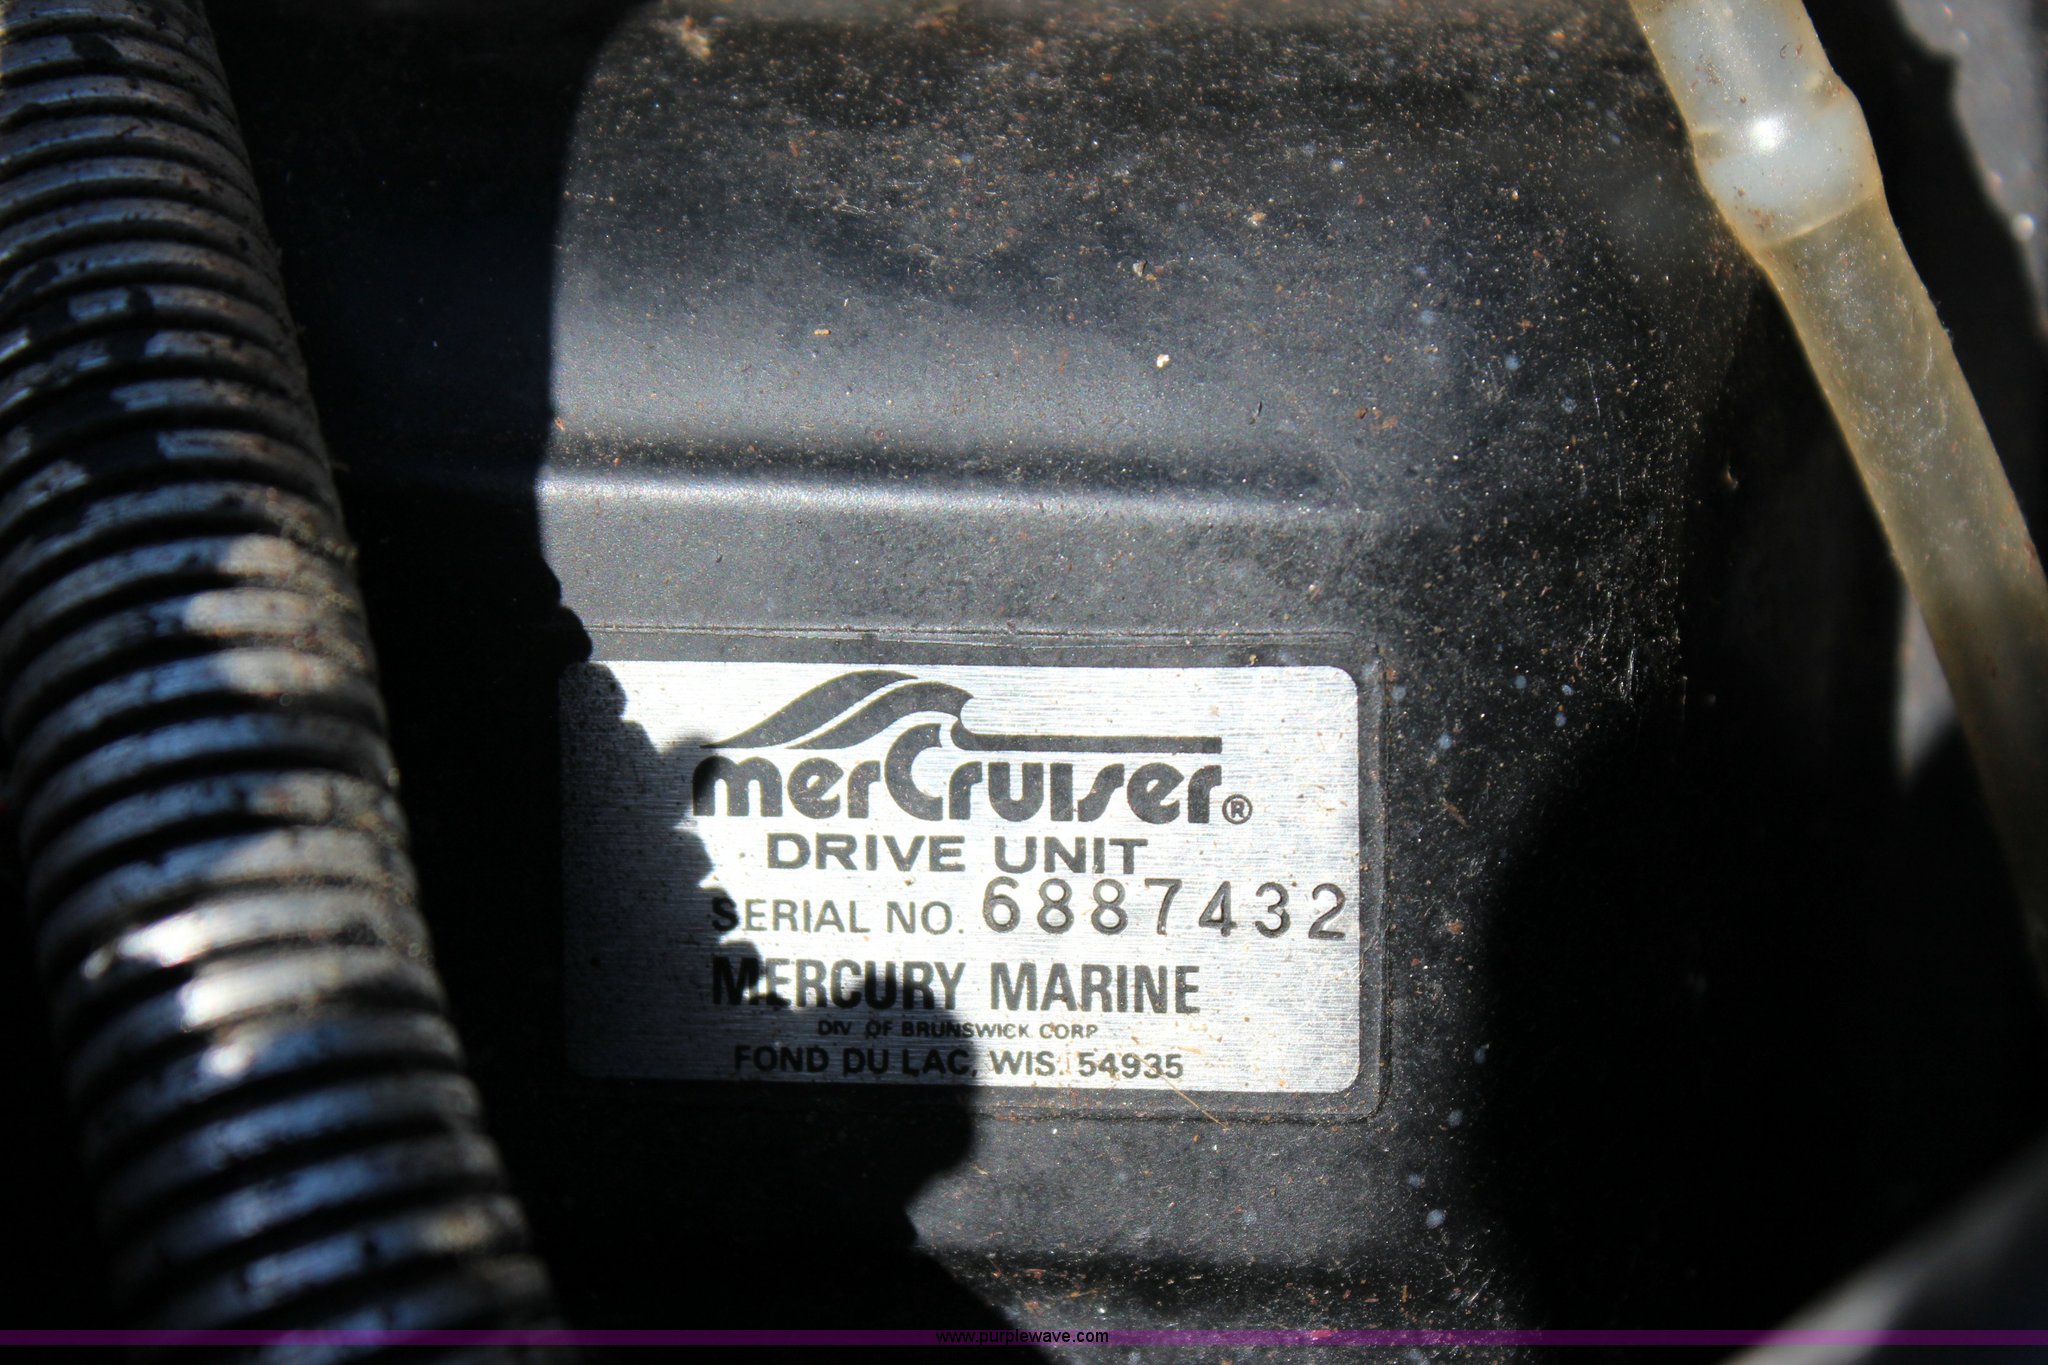 merCruiser®
DRIVE UNIT
SERIAL NO. 6887432
MERCURY MARINE
DIV OF BRUNSWICK CORP
FOND DU LAC, WIS. 54935
www.purplewave.com